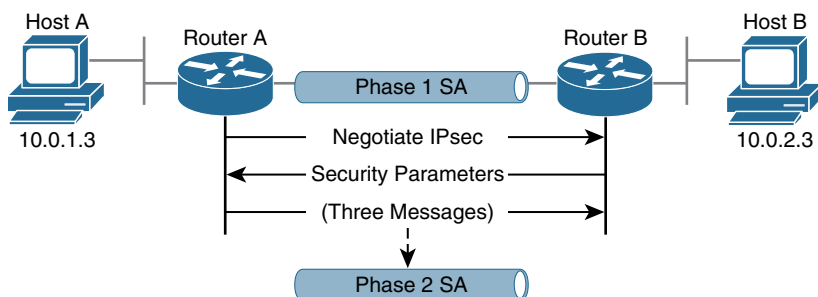 Host A
Router A
Router B
Host B
Phase 1 SA
10.0.1.3
10.0.2.3
Negotiate IPsec
Security Parameters
(Three Messages)
Phase 2 SA